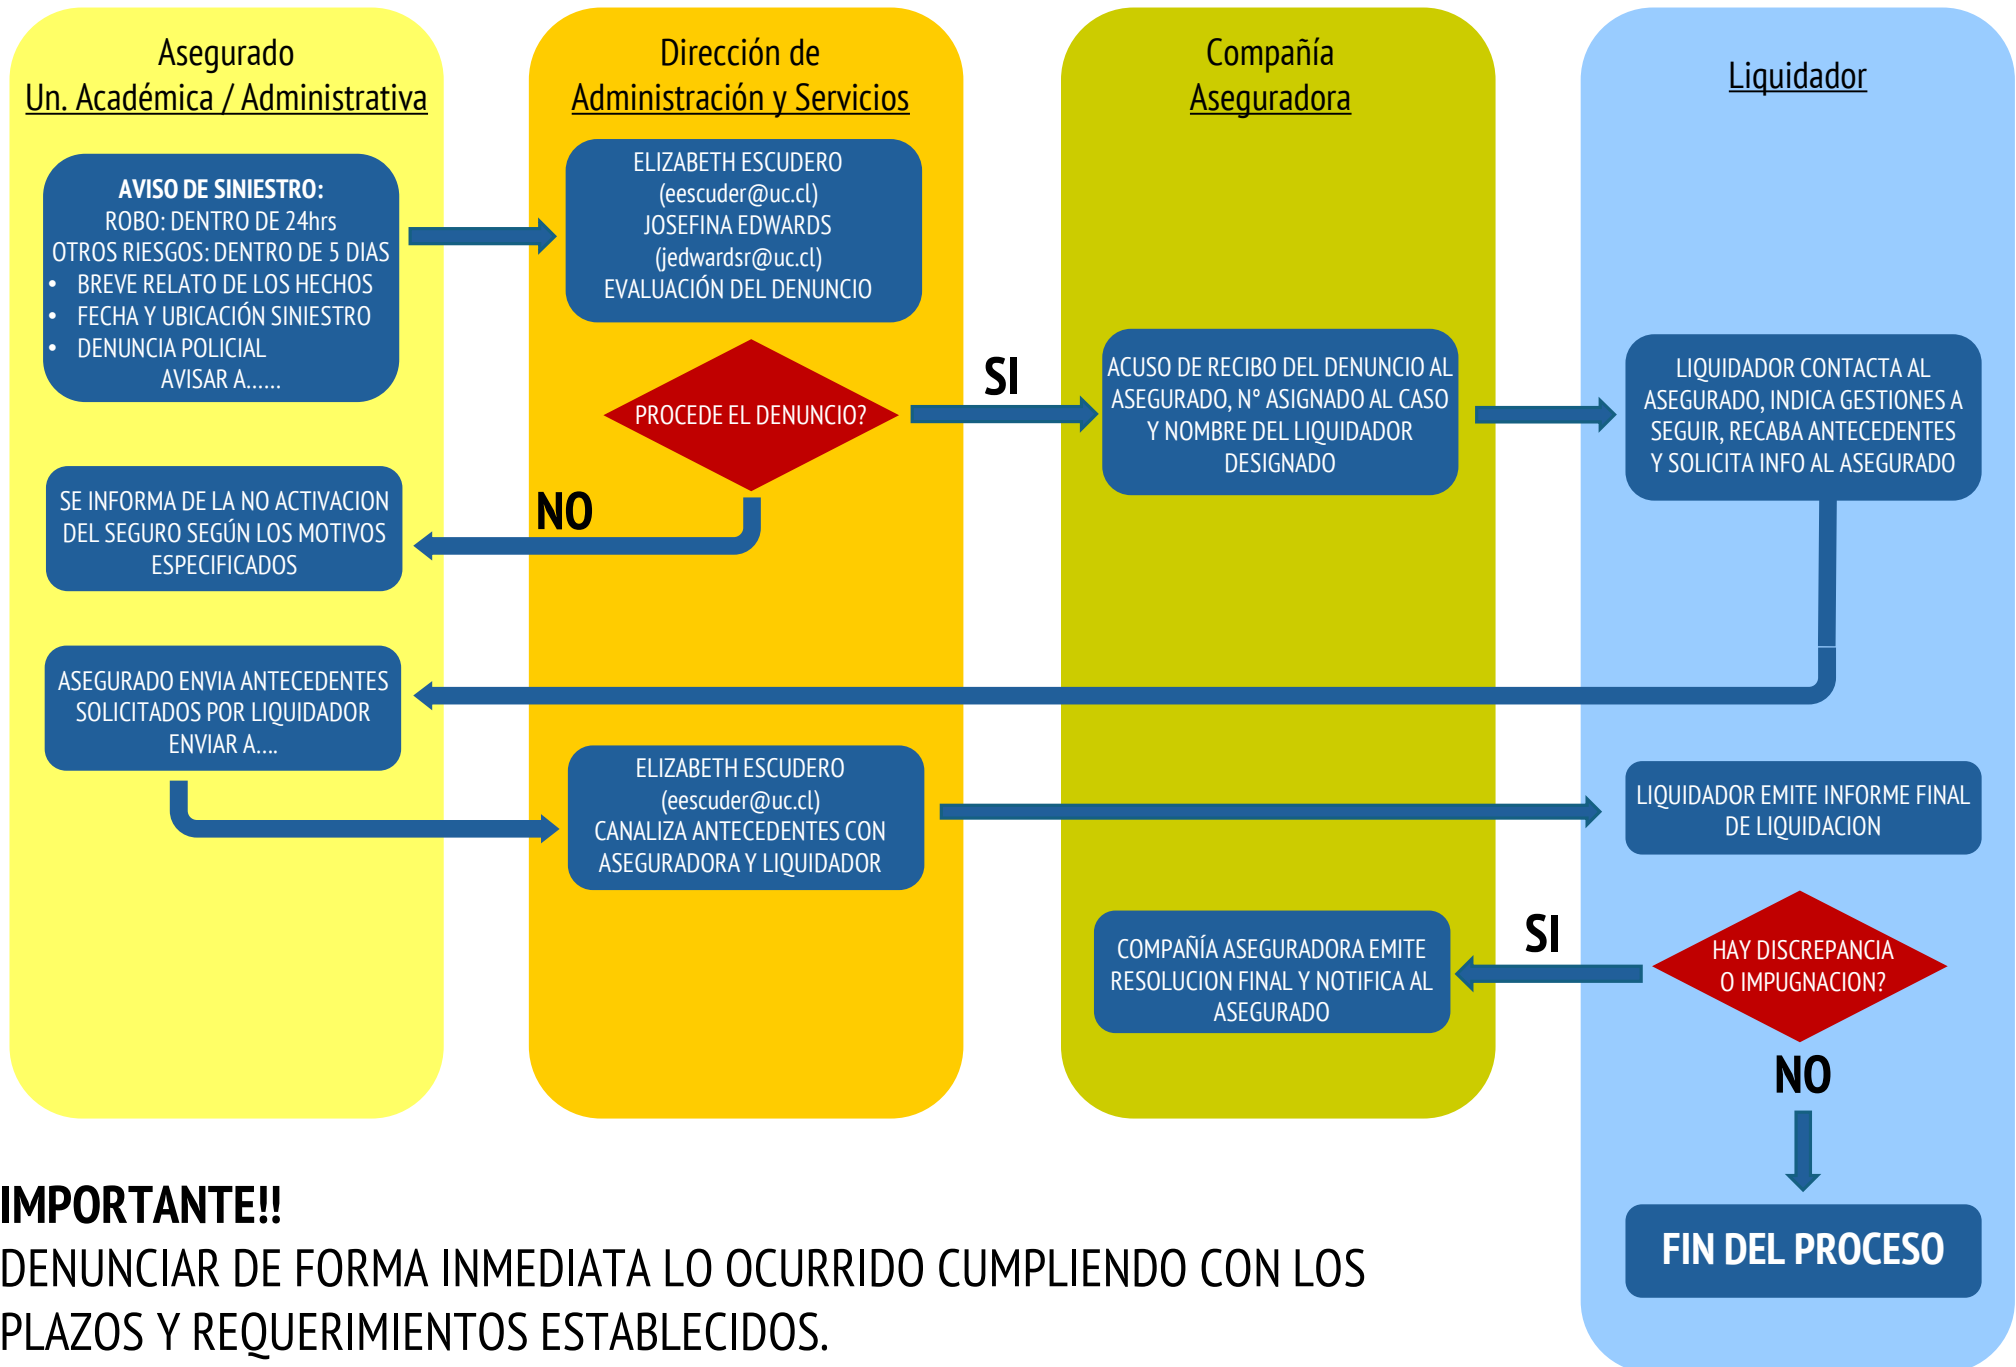 Asegurado
Un. Académica / Administrativa
Dirección de
Administración y Servicios
Compañía
Aseguradora
Liquidador
AVISO DE SINIESTRO:
ROBO: DENTRO DE 24hrs
OTROS RIESGOS: DENTRO DE 5 DIAS
• BREVE RELATO DE LOS HECHOS
• FECHA Y UBICACIÓN SINIESTRO
• DENUNCIA POLICIAL
AVISAR A......
ELIZABETH ESCUDERO
(eescuder@uc.cl)
JOSEFINA EDWARDS
(jedwardsr@uc.cl)
EVALUACIÓN DEL DENUNCIO
PROCEDE EL DENUNCIO?
SI
ACUSO DE RECIBO DEL DENUNCIO AL
ASEGURADO, N° ASIGNADO AL CASO
Y NOMBRE DEL LIQUIDADOR
DESIGNADO
LIQUIDADOR CONTACTA AL
ASEGURADO, INDICA GESTIONES A
SEGUIR, RECABA ANTECEDENTES
Y SOLICITA INFO AL ASEGURADO
NO
SE INFORMA DE LA NO ACTIVACION
DEL SEGURO SEGÚN LOS MOTIVOS
ESPECIFICADOS
ASEGURADO ENVIA ANTECEDENTES
SOLICITADOS POR LIQUIDADOR
ENVIAR A....
ELIZABETH ESCUDERO
(eescuder@uc.cl)
CANALIZA ANTECEDENTES CON
ASEGURADORA Y LIQUIDADOR
LIQUIDADOR EMITE INFORME FINAL
DE LIQUIDACION
HAY DISCREPANCIA
O IMPUGNACION?
SI
COMPAÑÍA ASEGURADORA EMITE
RESOLUCION FINAL Y NOTIFICA AL
ASEGURADO
NO
FIN DEL PROCESO
IMPORTANTE!!
DENUNCIAR DE FORMA INMEDIATA LO OCURRIDO CUMPLIENDO CON LOS
PLAZOS Y REQUERIMIENTOS ESTABLECIDOS.